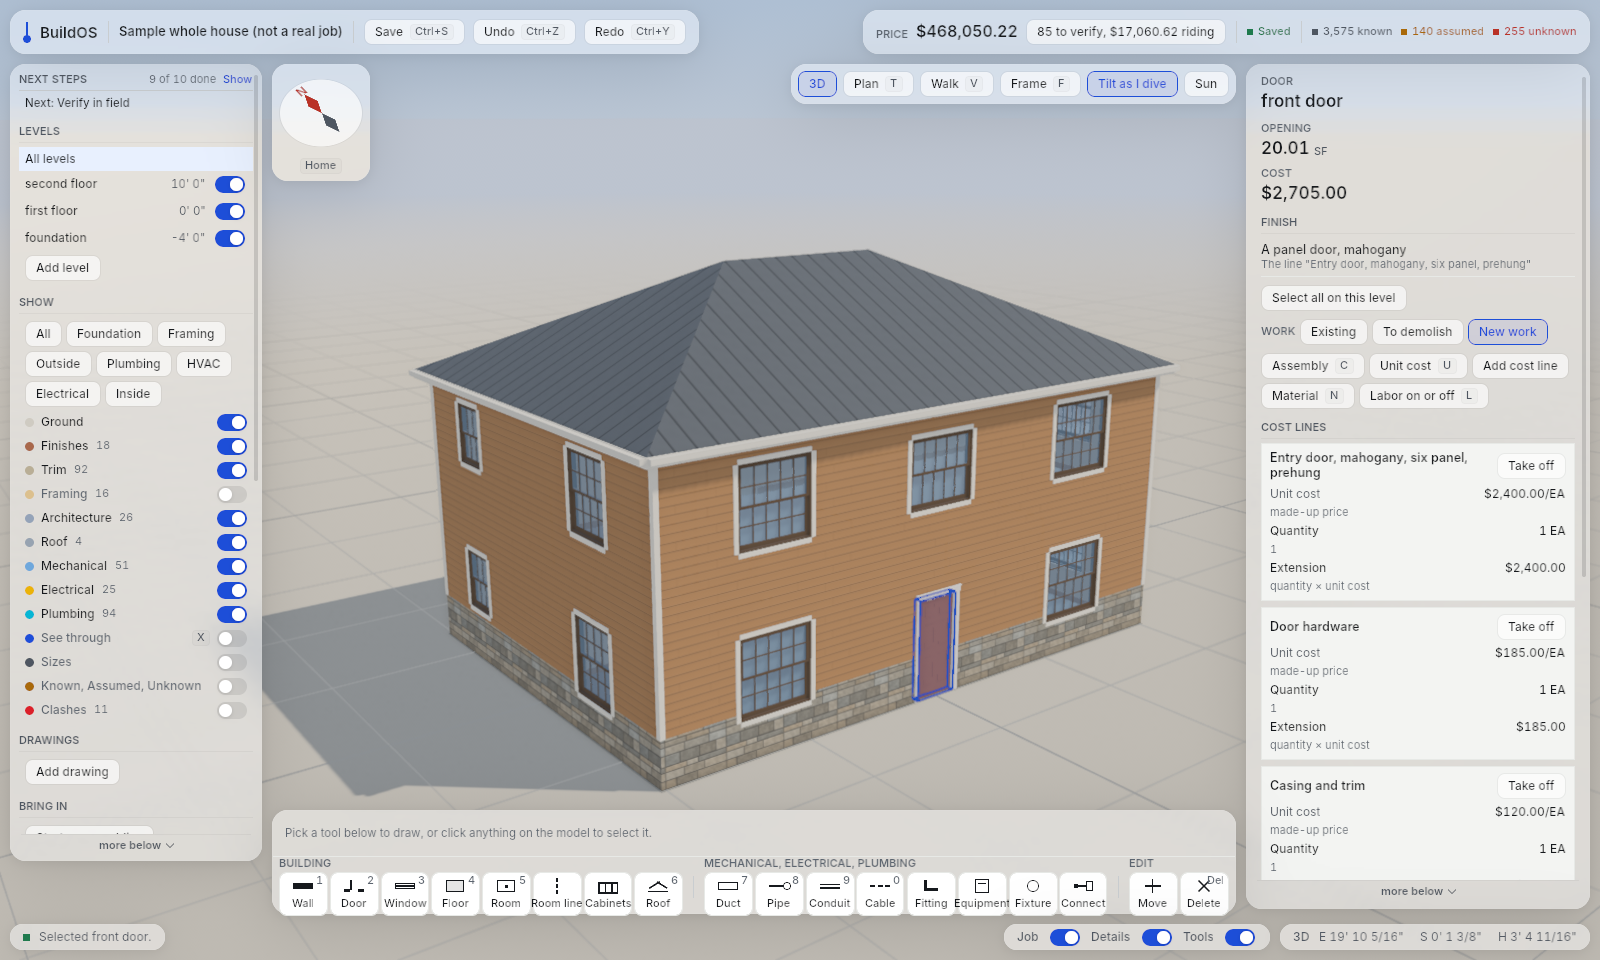 BuildOS
Sample whole house (not a real job)
Save Ctrl+S
Undo Ctrl+Z
Redo Ctrl+Y
PRICE $468,050.22
85 to verify, $17,060.62 riding
Saved
3,575 known
140 assumed
255 unknown
NEXT STEPS 9 of 10 done Show
Next: Verify in field
LEVELS
All levels
second floor 10' 0"
first floor 0' 0"
foundation -4' 0"
Add level
SHOW
All Foundation Framing
Outside Plumbing HVAC
Electrical Inside
Ground
Finishes 18
Trim 92
Framing 16
Architecture 26
Roof 4
Mechanical 51
Electrical 25
Plumbing 94
See through X
Sizes
Known, Assumed, Unknown
Clashes 11
DRAWINGS
Add drawing
BRING IN
more below
N
Home
3D
Plan T
Walk V
Frame F
Tilt as I dive
Sun
DOOR
front door
OPENING
20.01 SF
COST
$2,705.00
FINISH
A panel door, mahogany
The line "Entry door, mahogany, six panel, prehung"
Select all on this level
WORK Existing To demolish New work
Assembly C Unit cost U Add cost line
Material N Labor on or off L
COST LINES
Entry door, mahogany, six panel,
prehung
Take off
Unit cost $2,400.00/EA
made-up price
Quantity 1 EA
1
Extension $2,400.00
quantity × unit cost
Door hardware Take off
Unit cost $185.00/EA
made-up price
Quantity 1 EA
1
Extension $185.00
quantity × unit cost
Casing and trim Take off
Unit cost $120.00/EA
made-up price
Quantity 1 EA
1
more below
Pick a tool below to draw, or click anything on the model to select it.
BUILDING
Wall 1
Door 2
Window 3
Floor 4
Room 5
Room line
Cabinets
Roof 6
MECHANICAL, ELECTRICAL, PLUMBING
Duct 7
Pipe 8
Conduit 9
Cable 0
Fitting
Equipment
Fixture
Connect
EDIT
Move
Delete Del
Selected front door.
Job Details Tools
3D E 19' 10 5/16" S 0' 1 3/8" H 3' 4 11/16"